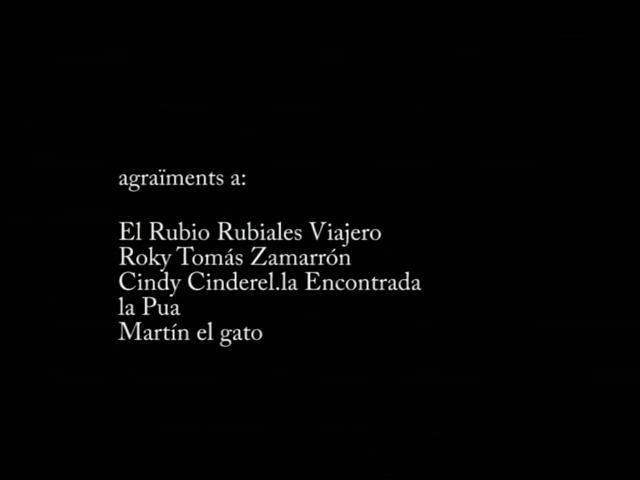 agraïments a:
El Rubio Rubiales Viajero
Roky Tomás Zamarrón
Cindy Cinderel.la Encontrada
la Pua
Martín el gato